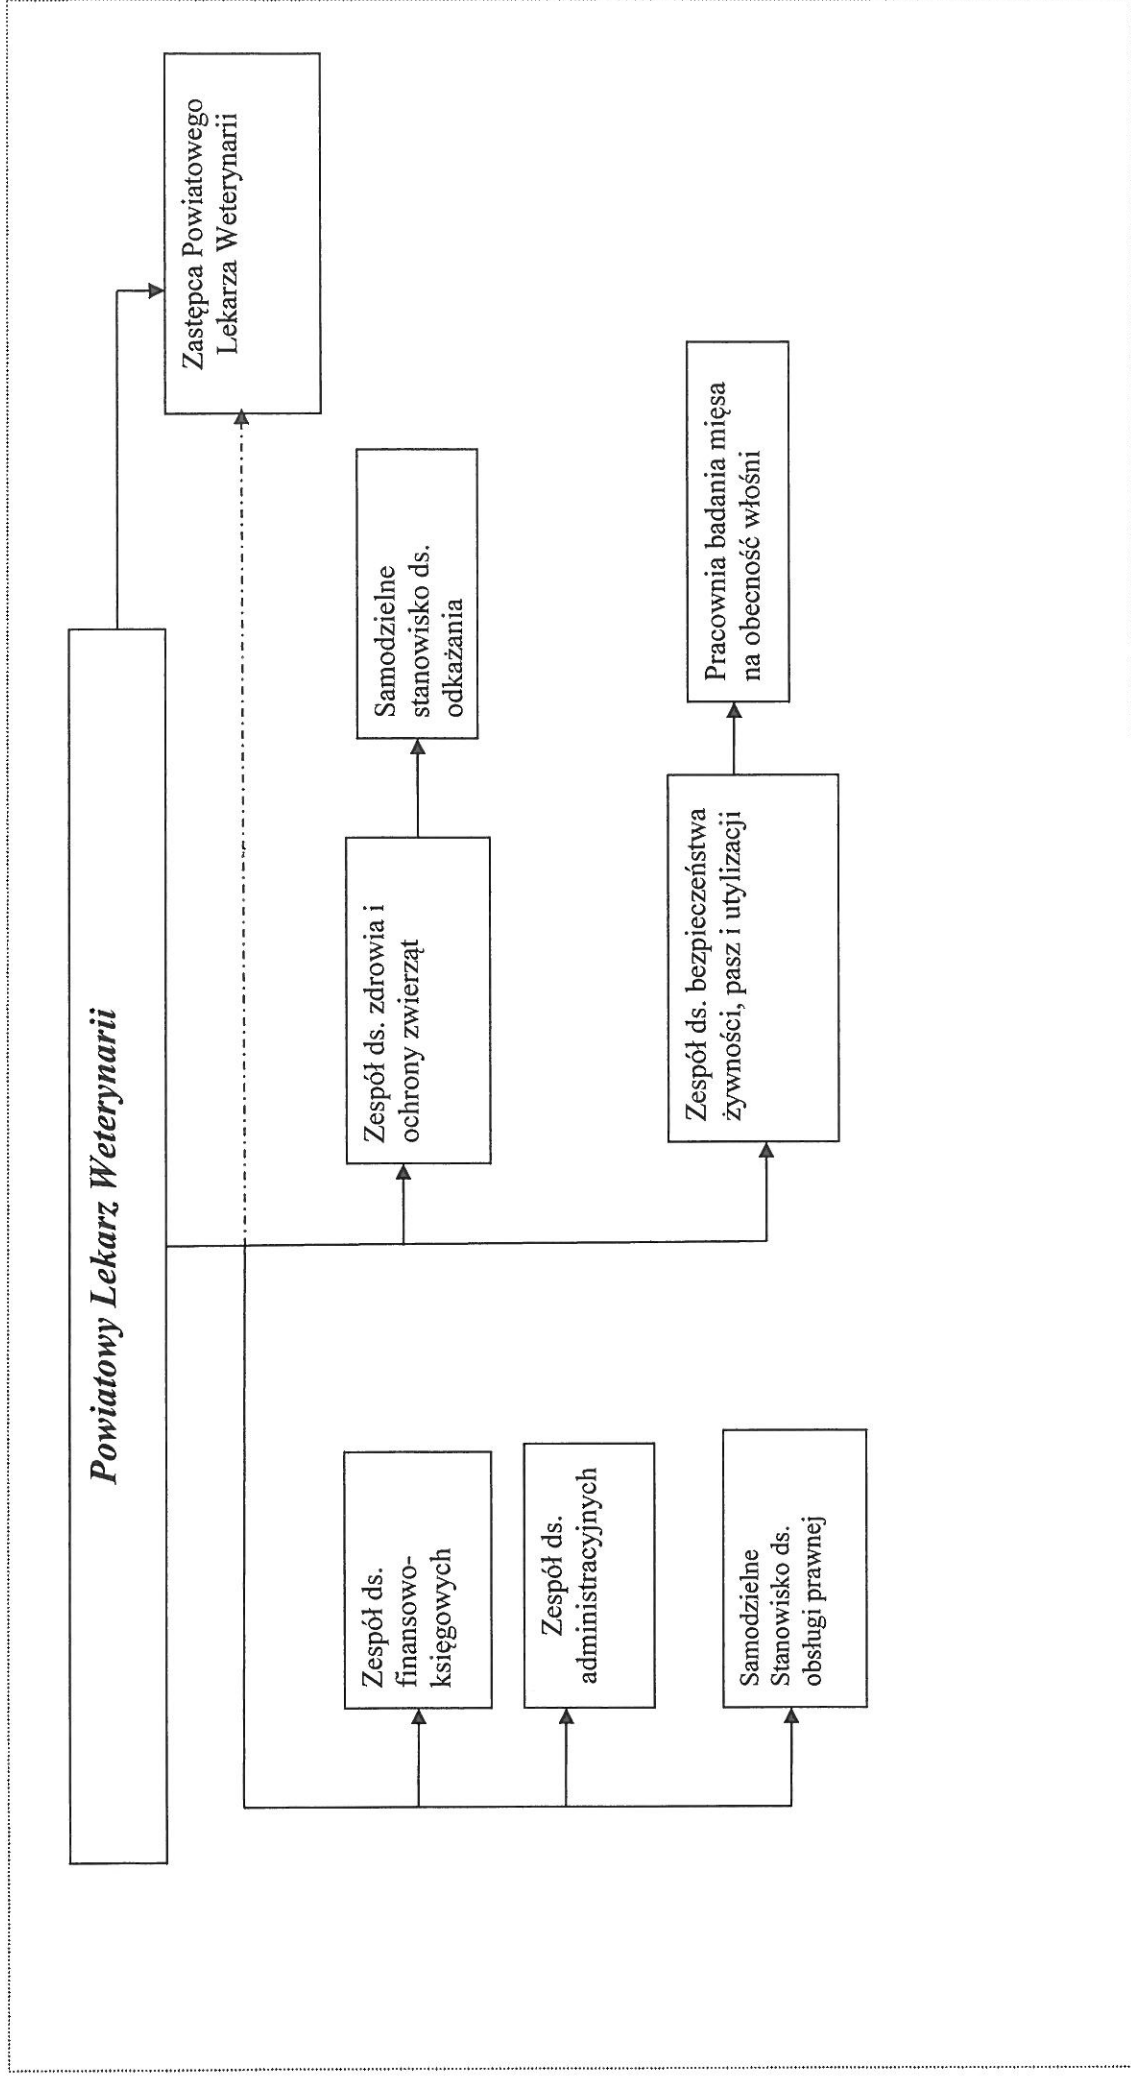 Powiatowy Lekarz Weterynarii
Zastępca Powiatowego
Lekarza Weterynarii
Zespół ds.
finansowo-
księgowych
Zespół ds. zdrowia i
ochrony zwierząt
Samodzielne
stanowisko ds.
odkażania
Zespół ds.
administracyjnych
Samodzielne
Stanowisko ds.
obsługi prawnej
Zespół ds. bezpieczeństwa
żywności, pasz i utylizacji
Pracownia badania mięsa
na obecność włośni